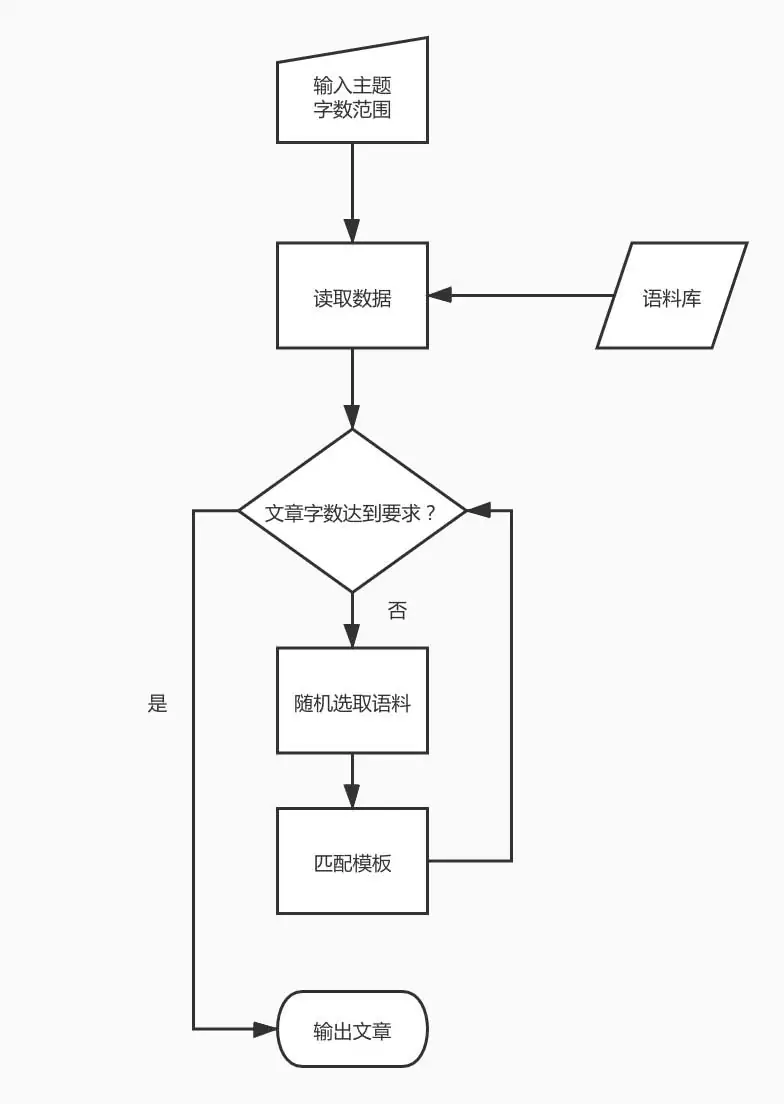 输入主题
字数范围
读取数据
语料库
文章字数达到要求？
否
是
随机选取语料
匹配模板
输出文章